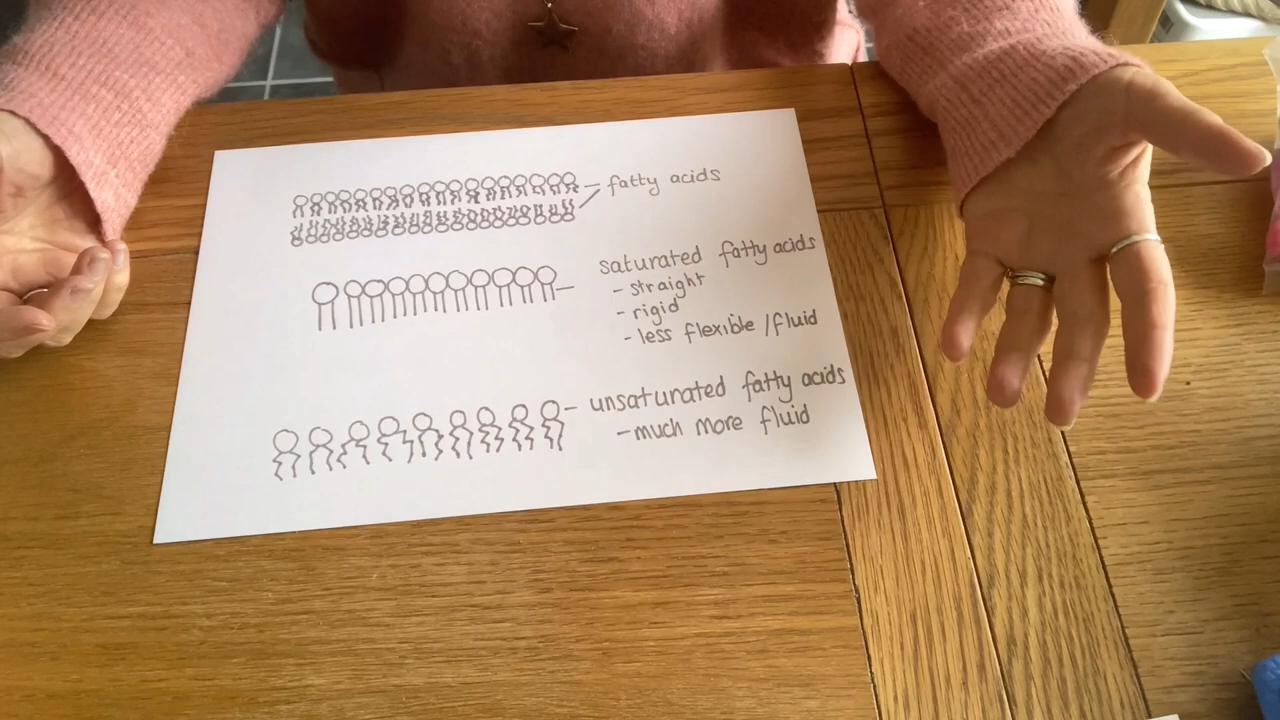 fatty acids
saturated fatty acids
- straight
- rigid
- less flexible / fluid
unsaturated fatty acids
- much more fluid